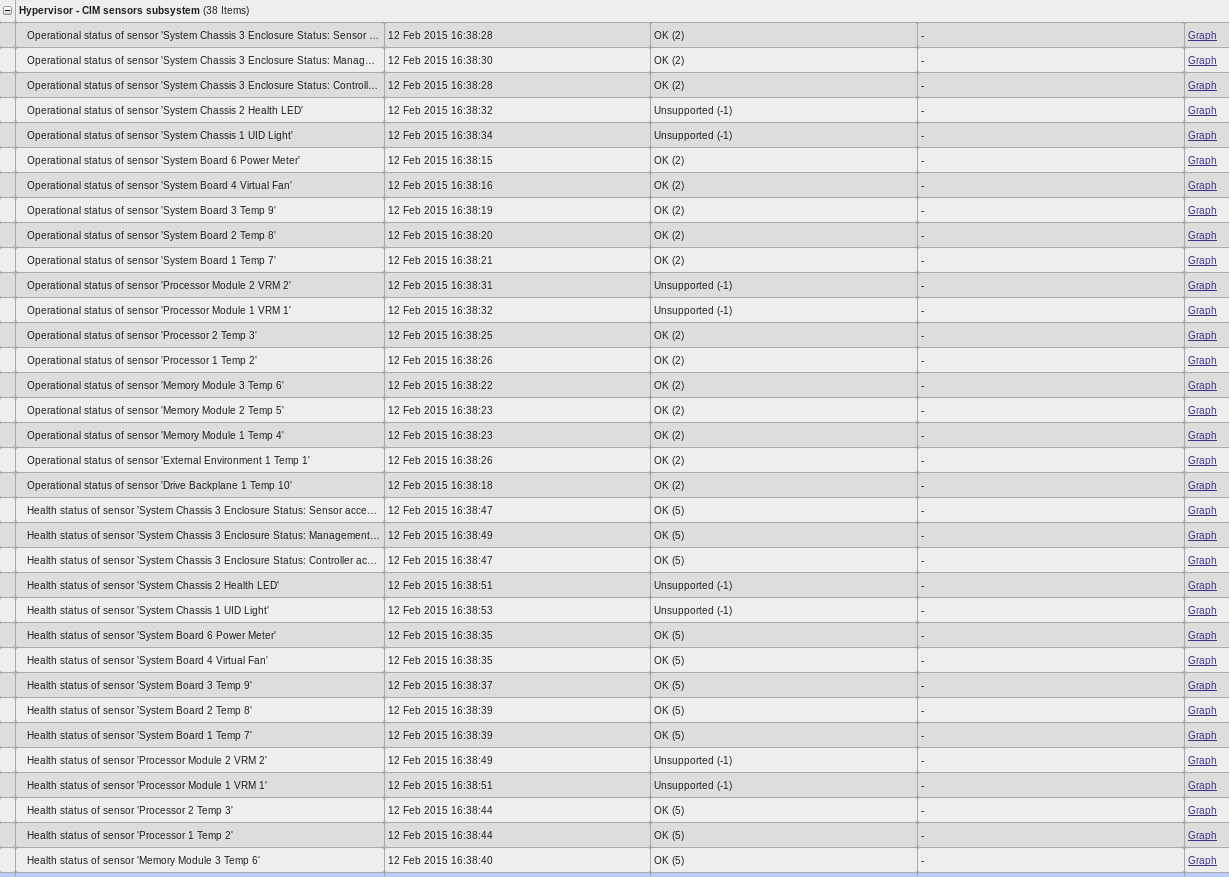 Hypervisor - CIM sensors subsystem (38 Items)
Operational status of sensor 'System Chassis 3 Enclosure Status: Sensor ... 12 Feb 2015 16:38:28 OK (2) - Graph
Operational status of sensor 'System Chassis 3 Enclosure Status: Manag... 12 Feb 2015 16:38:30 OK (2) - Graph
Operational status of sensor 'System Chassis 3 Enclosure Status: Controll... 12 Feb 2015 16:38:28 OK (2) - Graph
Operational status of sensor 'System Chassis 2 Health LED' 12 Feb 2015 16:38:32 Unsupported (-1) - Graph
Operational status of sensor 'System Chassis 1 UID Light' 12 Feb 2015 16:38:34 Unsupported (-1) - Graph
Operational status of sensor 'System Board 6 Power Meter' 12 Feb 2015 16:38:15 OK (2) - Graph
Operational status of sensor 'System Board 4 Virtual Fan' 12 Feb 2015 16:38:16 OK (2) - Graph
Operational status of sensor 'System Board 3 Temp 9' 12 Feb 2015 16:38:19 OK (2) - Graph
Operational status of sensor 'System Board 2 Temp 8' 12 Feb 2015 16:38:20 OK (2) - Graph
Operational status of sensor 'System Board 1 Temp 7' 12 Feb 2015 16:38:21 OK (2) - Graph
Operational status of sensor 'Processor Module 2 VRM 2' 12 Feb 2015 16:38:31 Unsupported (-1) - Graph
Operational status of sensor 'Processor Module 1 VRM 1' 12 Feb 2015 16:38:32 Unsupported (-1) - Graph
Operational status of sensor 'Processor 2 Temp 3' 12 Feb 2015 16:38:25 OK (2) - Graph
Operational status of sensor 'Processor 1 Temp 2' 12 Feb 2015 16:38:26 OK (2) - Graph
Operational status of sensor 'Memory Module 3 Temp 6' 12 Feb 2015 16:38:22 OK (2) - Graph
Operational status of sensor 'Memory Module 2 Temp 5' 12 Feb 2015 16:38:23 OK (2) - Graph
Operational status of sensor 'Memory Module 1 Temp 4' 12 Feb 2015 16:38:23 OK (2) - Graph
Operational status of sensor 'External Environment 1 Temp 1' 12 Feb 2015 16:38:26 OK (2) - Graph
Operational status of sensor 'Drive Backplane 1 Temp 10' 12 Feb 2015 16:38:18 OK (2) - Graph
Health status of sensor 'System Chassis 3 Enclosure Status: Sensor acce... 12 Feb 2015 16:38:47 OK (5) - Graph
Health status of sensor 'System Chassis 3 Enclosure Status: Management... 12 Feb 2015 16:38:49 OK (5) - Graph
Health status of sensor 'System Chassis 3 Enclosure Status: Controller ac... 12 Feb 2015 16:38:47 OK (5) - Graph
Health status of sensor 'System Chassis 2 Health LED' 12 Feb 2015 16:38:51 Unsupported (-1) - Graph
Health status of sensor 'System Chassis 1 UID Light' 12 Feb 2015 16:38:53 Unsupported (-1) - Graph
Health status of sensor 'System Board 6 Power Meter' 12 Feb 2015 16:38:35 OK (5) - Graph
Health status of sensor 'System Board 4 Virtual Fan' 12 Feb 2015 16:38:35 OK (5) - Graph
Health status of sensor 'System Board 3 Temp 9' 12 Feb 2015 16:38:37 OK (5) - Graph
Health status of sensor 'System Board 2 Temp 8' 12 Feb 2015 16:38:39 OK (5) - Graph
Health status of sensor 'System Board 1 Temp 7' 12 Feb 2015 16:38:39 OK (5) - Graph
Health status of sensor 'Processor Module 2 VRM 2' 12 Feb 2015 16:38:49 Unsupported (-1) - Graph
Health status of sensor 'Processor Module 1 VRM 1' 12 Feb 2015 16:38:51 Unsupported (-1) - Graph
Health status of sensor 'Processor 2 Temp 3' 12 Feb 2015 16:38:44 OK (5) - Graph
Health status of sensor 'Processor 1 Temp 2' 12 Feb 2015 16:38:44 OK (5) - Graph
Health status of sensor 'Memory Module 3 Temp 6' 12 Feb 2015 16:38:40 OK (5) - Graph